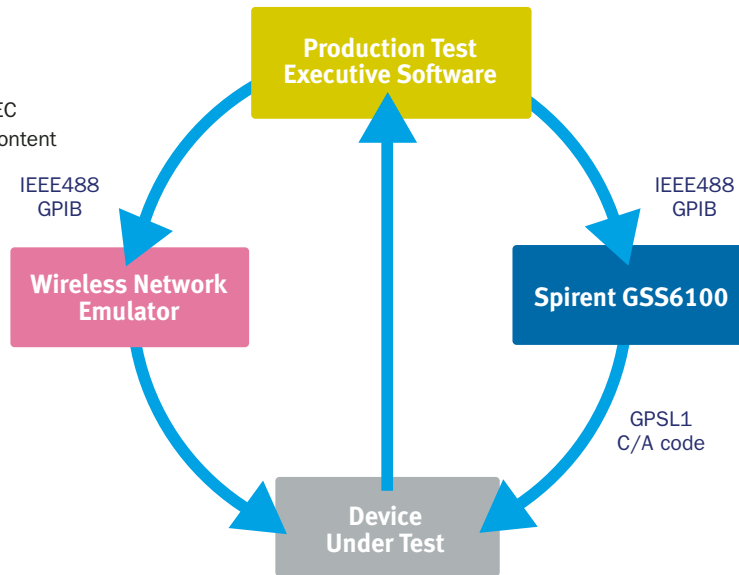 Production Test
Executive Software
EC
ontent
IEEE488
GPIB
IEEE488
GPIB
Wireless Network
Emulator
Spirent GSS6100
GPSL1
C/A code
Device
Under Test